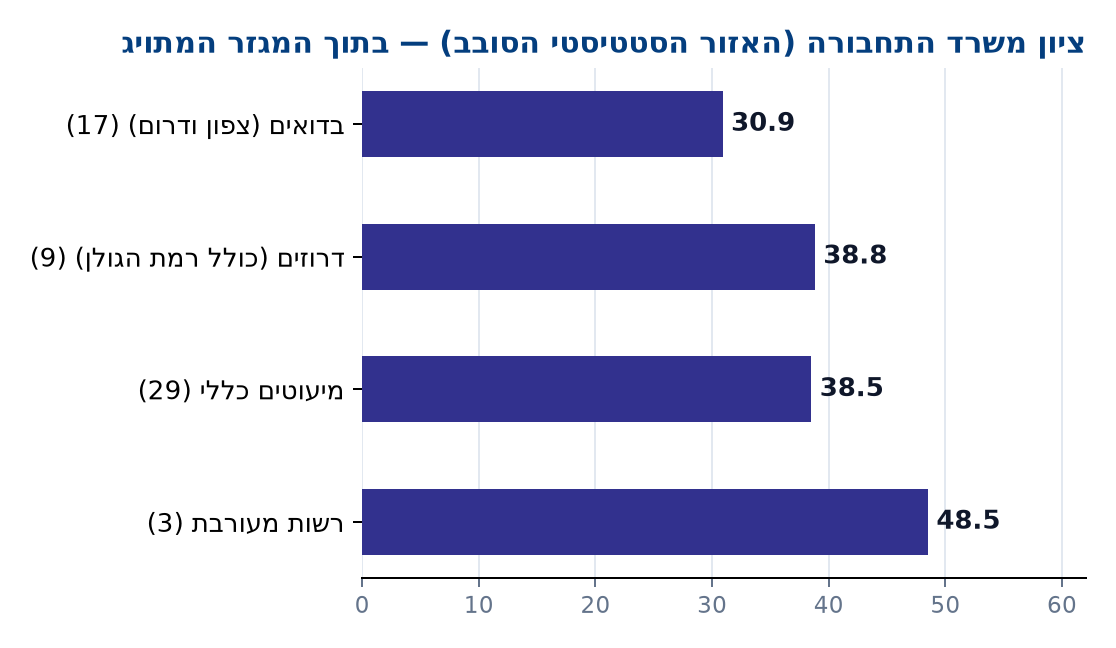 ציון משרד התחבורה (האזור הסטטיסטי הסובב) — בתוך המגזר המתויג
בדואים (צפון ודרום) (17)
30.9
דרוזים (כולל רמת הגולן) (9)
38.8
מיעוטים כללי (29)
38.5
רשות מעורבת (3)
48.5
0 10 20 30 40 50 60